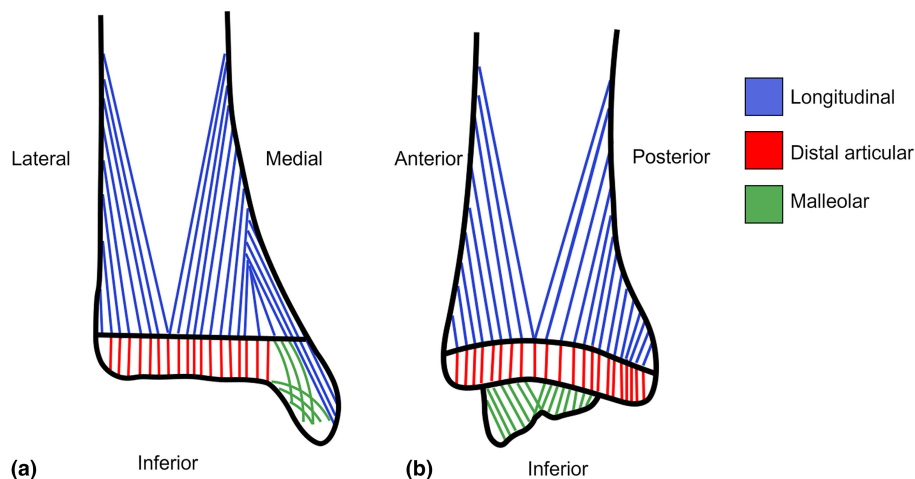 Longitudinal
Lateral
Medial
Anterior
Posterior
Distal articular
Malleolar
(a)
Inferior
(b)
Inferior